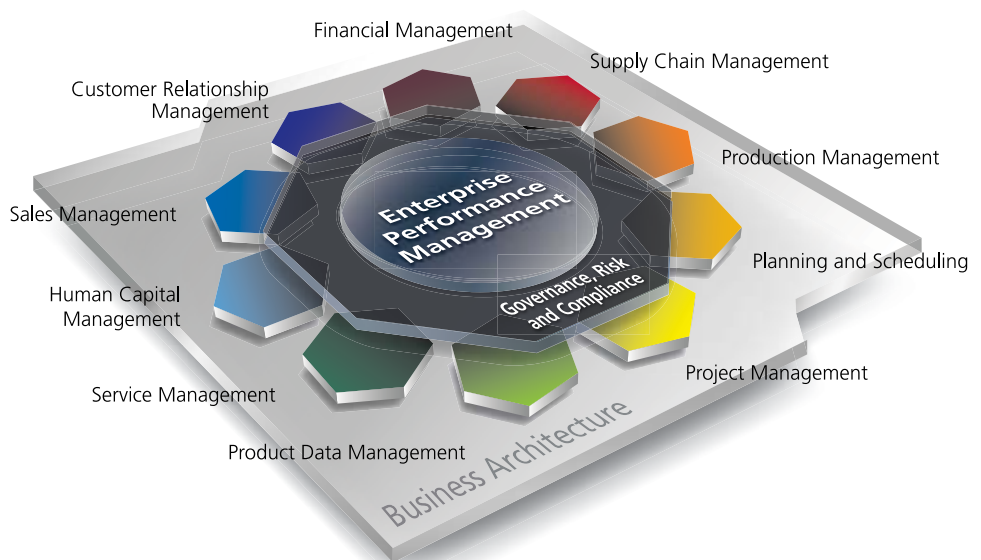 Financial Management
Supply Chain Management
Customer Relationship
Management
Production Management
Sales Management
Enterprise
Performance
Management
Planning and Scheduling
Governance, Risk
and Compliance
Human Capital
Management
Project Management
Service Management
Product Data Management
Business Architecture